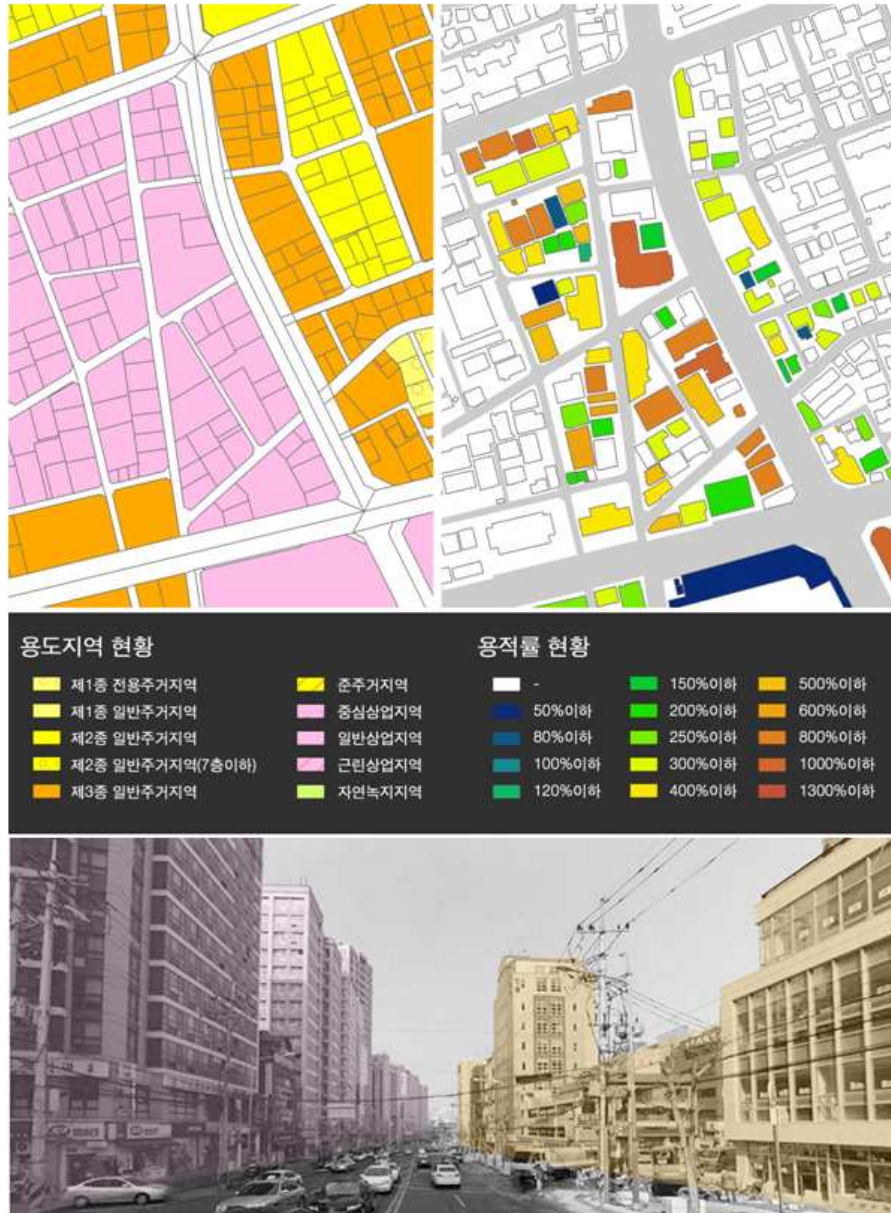 용도지역 현황
제1종 전용주거지역
제1종 일반주거지역
제2종 일반주거지역
제2종 일반주거지역(7층이하)
제3종 일반주거지역
준주거지역
중심상업지역
일반상업지역
근린상업지역
자연녹지지역
용적률 현황
-
50%이하
80%이하
100%이하
120%이하
150%이하
200%이하
250%이하
300%이하
400%이하
500%이하
600%이하
800%이하
1000%이하
1300%이하